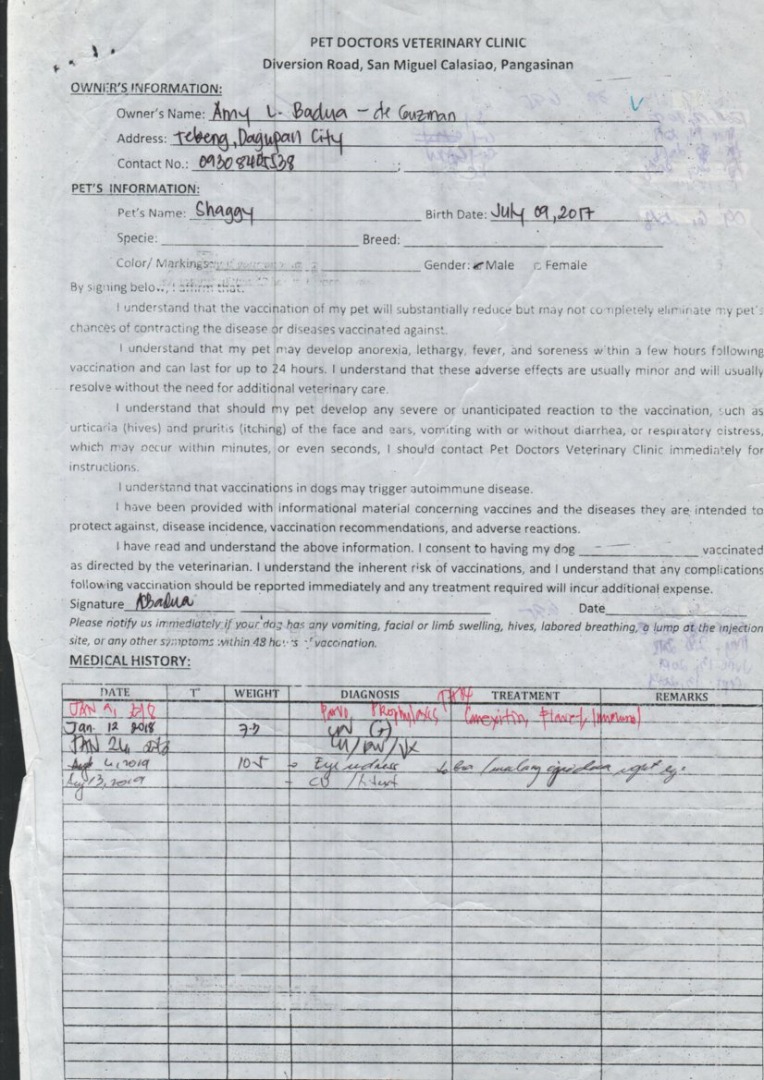 PET DOCTORS VETERINARY CLINIC
Diversion Road, San Miguel Calasiao, Pangasinan
OWNER'S INFORMATION:
Owner's Name: Amy L. Badua - de Guzman
Address: Tebeng, Dagupan City
Contact No.:
PET'S INFORMATION:
Pet's Name: Shaggy Birth Date: July 09, 2017
Specie: Breed:
Color/ Markings Gender: Male Female
By signing below, I affirm that:
I understand that the vaccination of my pet will substantially reduce but may not completely eliminate my pet's
chances of contracting the disease or diseases vaccinated against.
I understand that my pet may develop anorexia, lethargy, fever, and soreness within a few hours following
vaccination and can last for up to 24 hours. I understand that these adverse effects are usually minor and will usually
resolve without the need for additional veterinary care.
I understand that should my pet develop any severe or unanticipated reaction to the vaccination, such as
urticaria (hives) and pruritis (itching) of the face and ears, vomiting with or without diarrhea, or respiratory distress,
which may occur within minutes, or even seconds, I should contact Pet Doctors Veterinary Clinic immediately for
instructions.
I understand that vaccinations in dogs may trigger autoimmune disease.
I have been provided with informational material concerning vaccines and the diseases they are intended to
protect against, disease incidence, vaccination recommendations, and adverse reactions.
I have read and understand the above information. I consent to having my dog vaccinated
as directed by the veterinarian. I understand the inherent risk of vaccinations, and I understand that any complications
following vaccination should be reported immediately and any treatment required will incur additional expense.
Signature ABadua Date
Please notify us immediately if your dog has any vomiting, facial or limb swelling, hives, labored breathing, a lump at the injection
site, or any other symptoms within 48 hours of vaccination.
MEDICAL HISTORY:
DATE T° WEIGHT DIAGNOSIS TREATMENT REMARKS
JAN 9, 2018 Prophylaxis
Jan. 12 2018 (+)
JAN 26, 2018
4, 2019 10.5 Eye redness
13, 2019